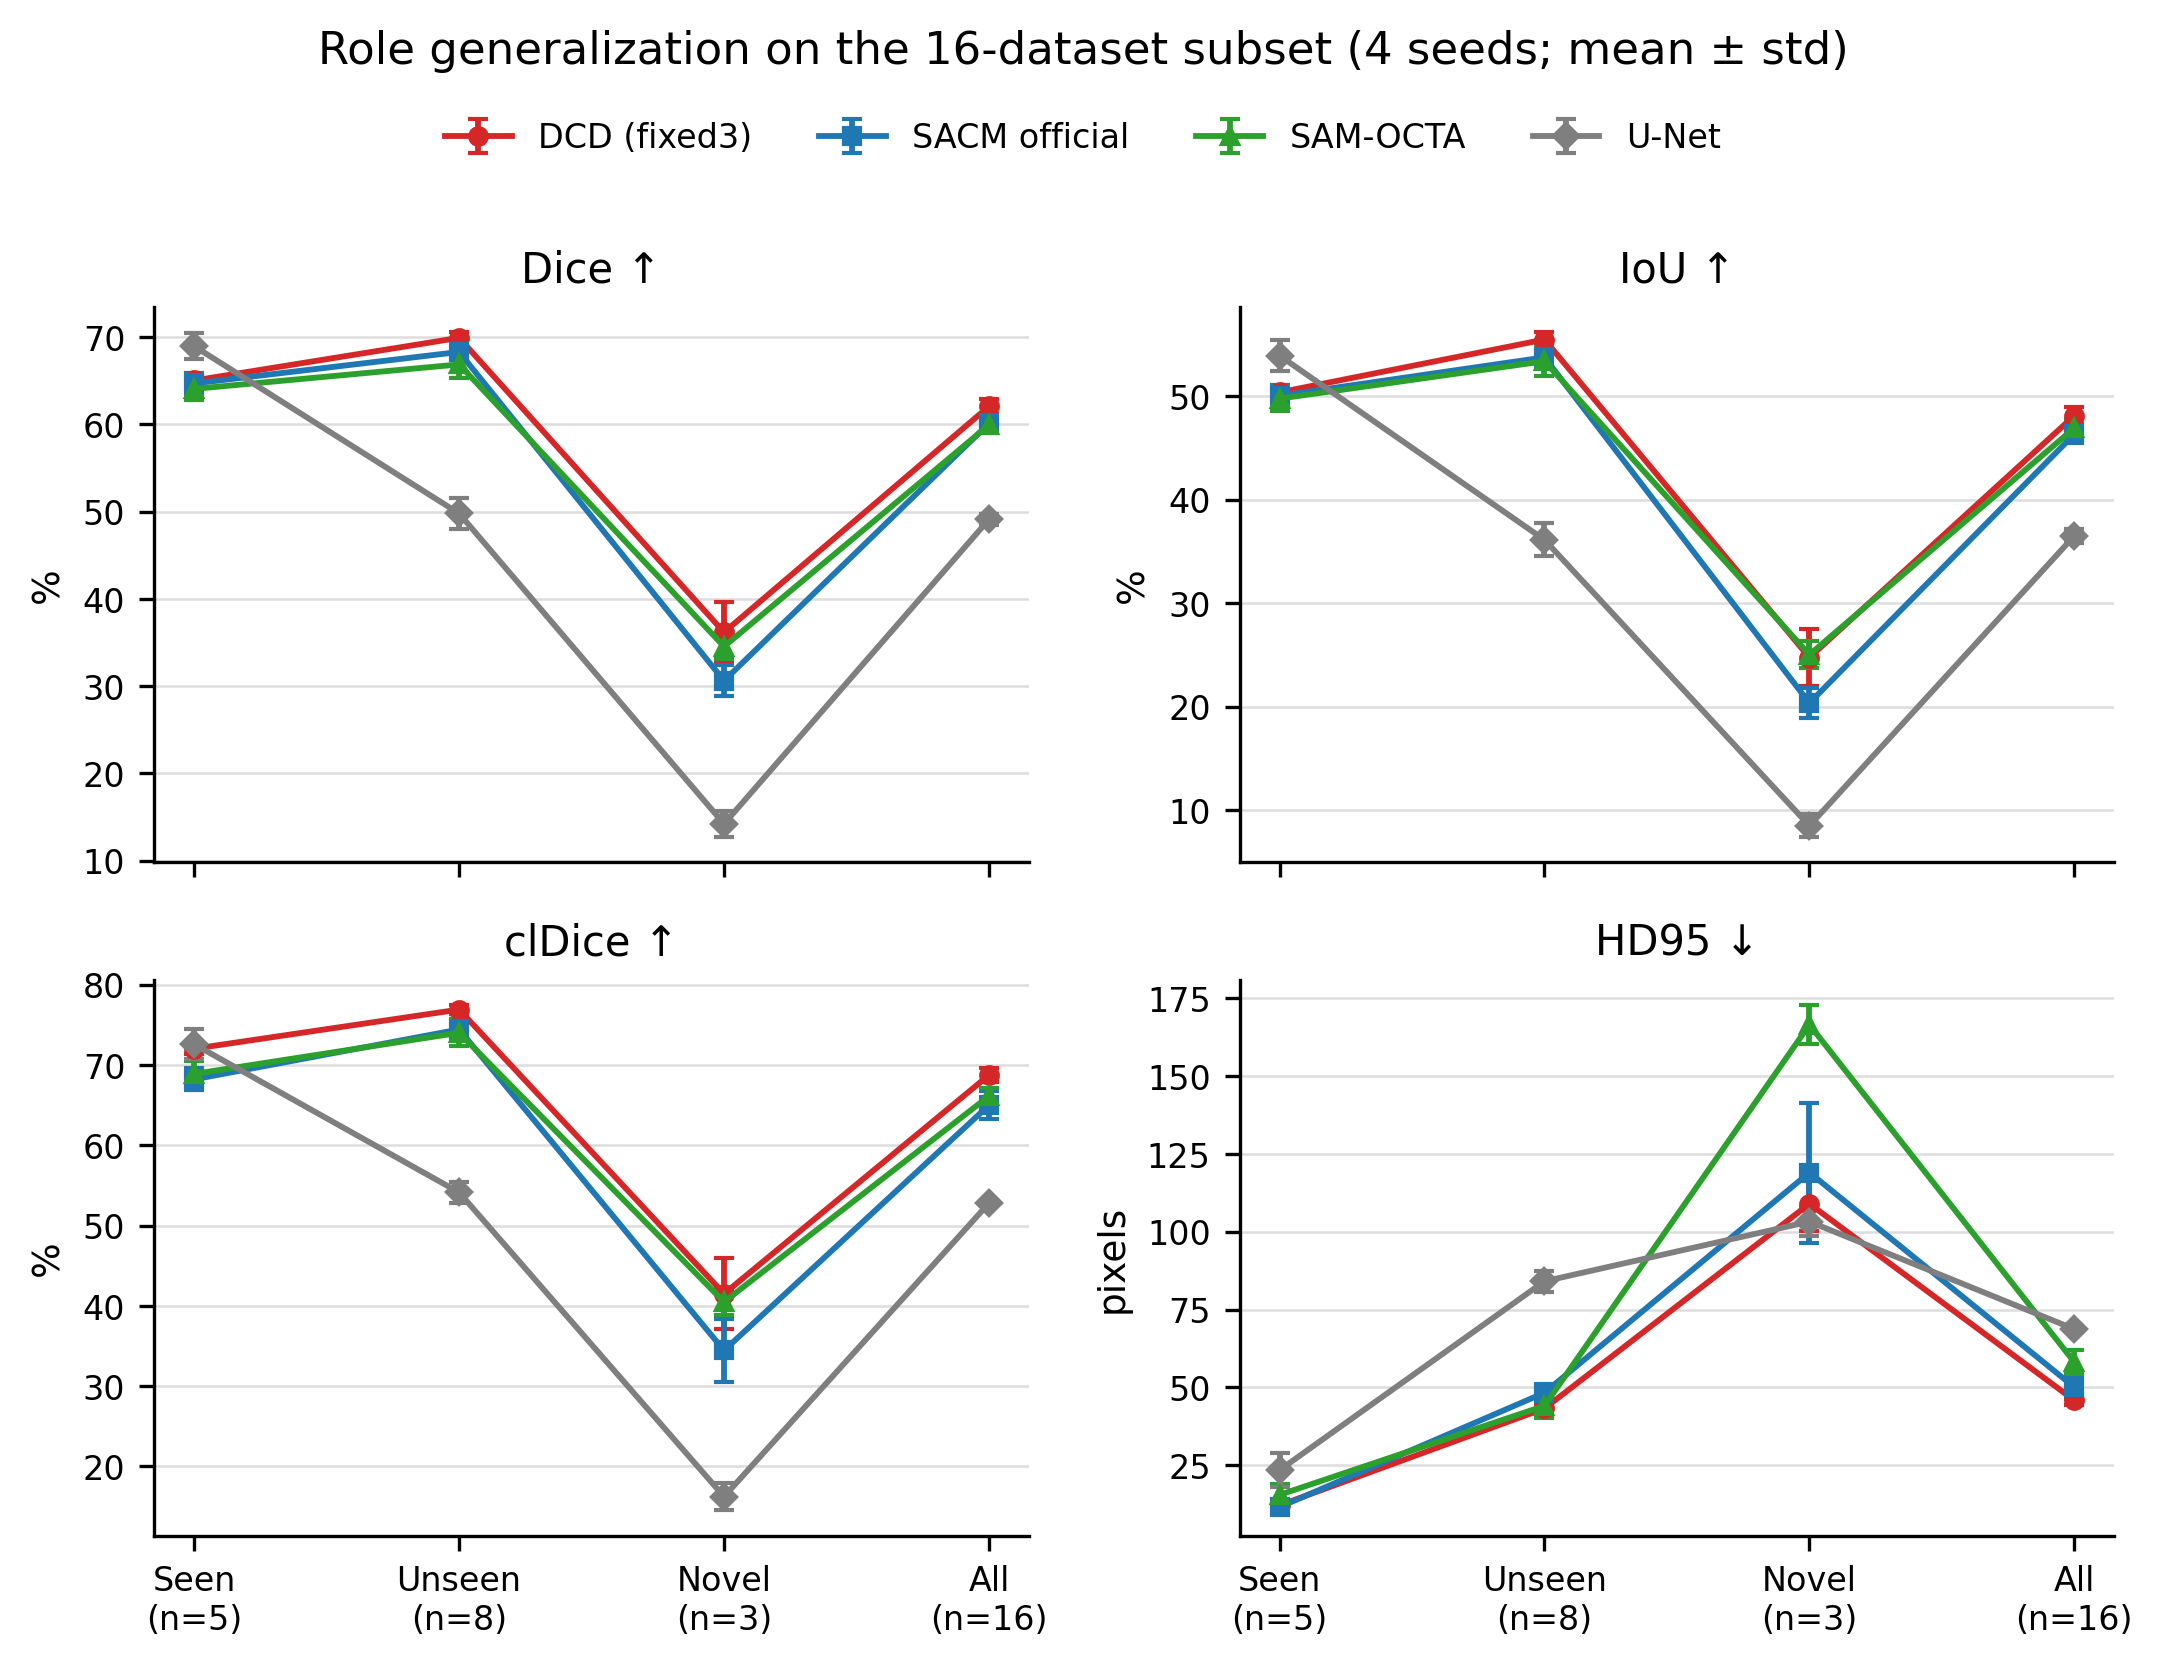 Role generalization on the 16-dataset subset (4 seeds; mean ± std)
DCD (fixed3) SACM official SAM-OCTA U-Net
Dice ↑
%
70
60
50
40
30
20
10
IoU ↑
%
50
40
30
20
10
clDice ↑
%
80
70
60
50
40
30
20
Seen Unseen Novel All
(n=5) (n=8) (n=3) (n=16)
HD95 ↓
pixels
175
150
125
100
75
50
25
Seen Unseen Novel All
(n=5) (n=8) (n=3) (n=16)